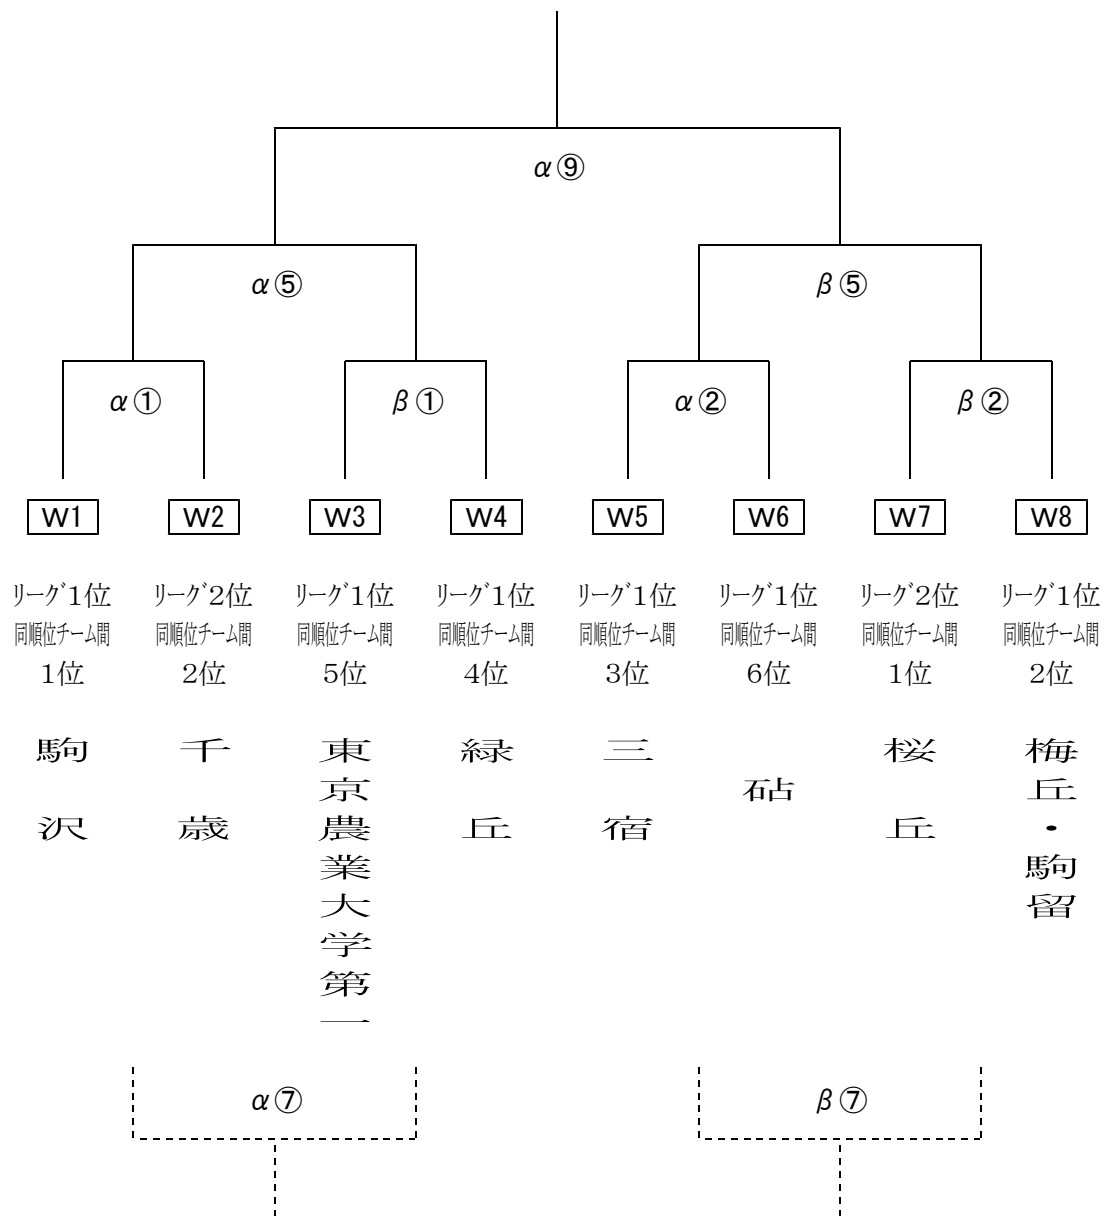 α⑨
α⑤
β⑤
α①
β①
α②
β②
W1
W2
W3
W4
W5
W6
W7
W8
ﾘｰｸﾞ1位
同順位チーム間
1位
ﾘｰｸﾞ2位
同順位チーム間
2位
ﾘｰｸﾞ1位
同順位チーム間
5位
ﾘｰｸﾞ1位
同順位チーム間
4位
ﾘｰｸﾞ1位
同順位チーム間
3位
ﾘｰｸﾞ1位
同順位チーム間
6位
ﾘｰｸﾞ2位
同順位チーム間
1位
ﾘｰｸﾞ1位
同順位チーム間
2位
駒沢
千歳
東京農業大学第一
緑丘
三宿
砧
桜丘
梅丘・駒留
α⑦
β⑦